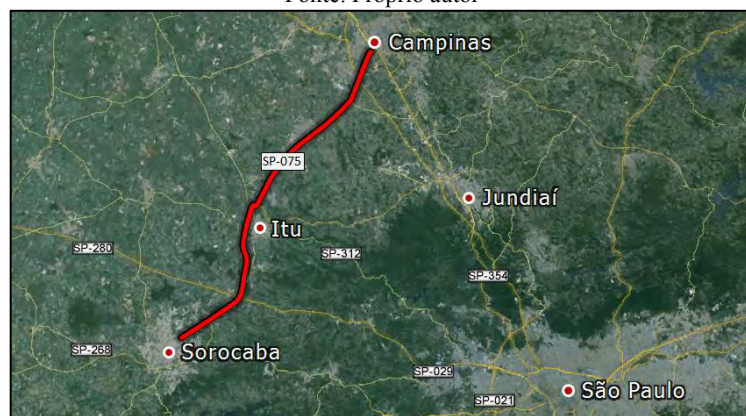 Fonte: Próprio autor
Campinas
SP-075
Jundiaí
Itu
SP-280
SP-312
SP-354
SP-268
Sorocaba
SP-029
São Paulo
SP-021